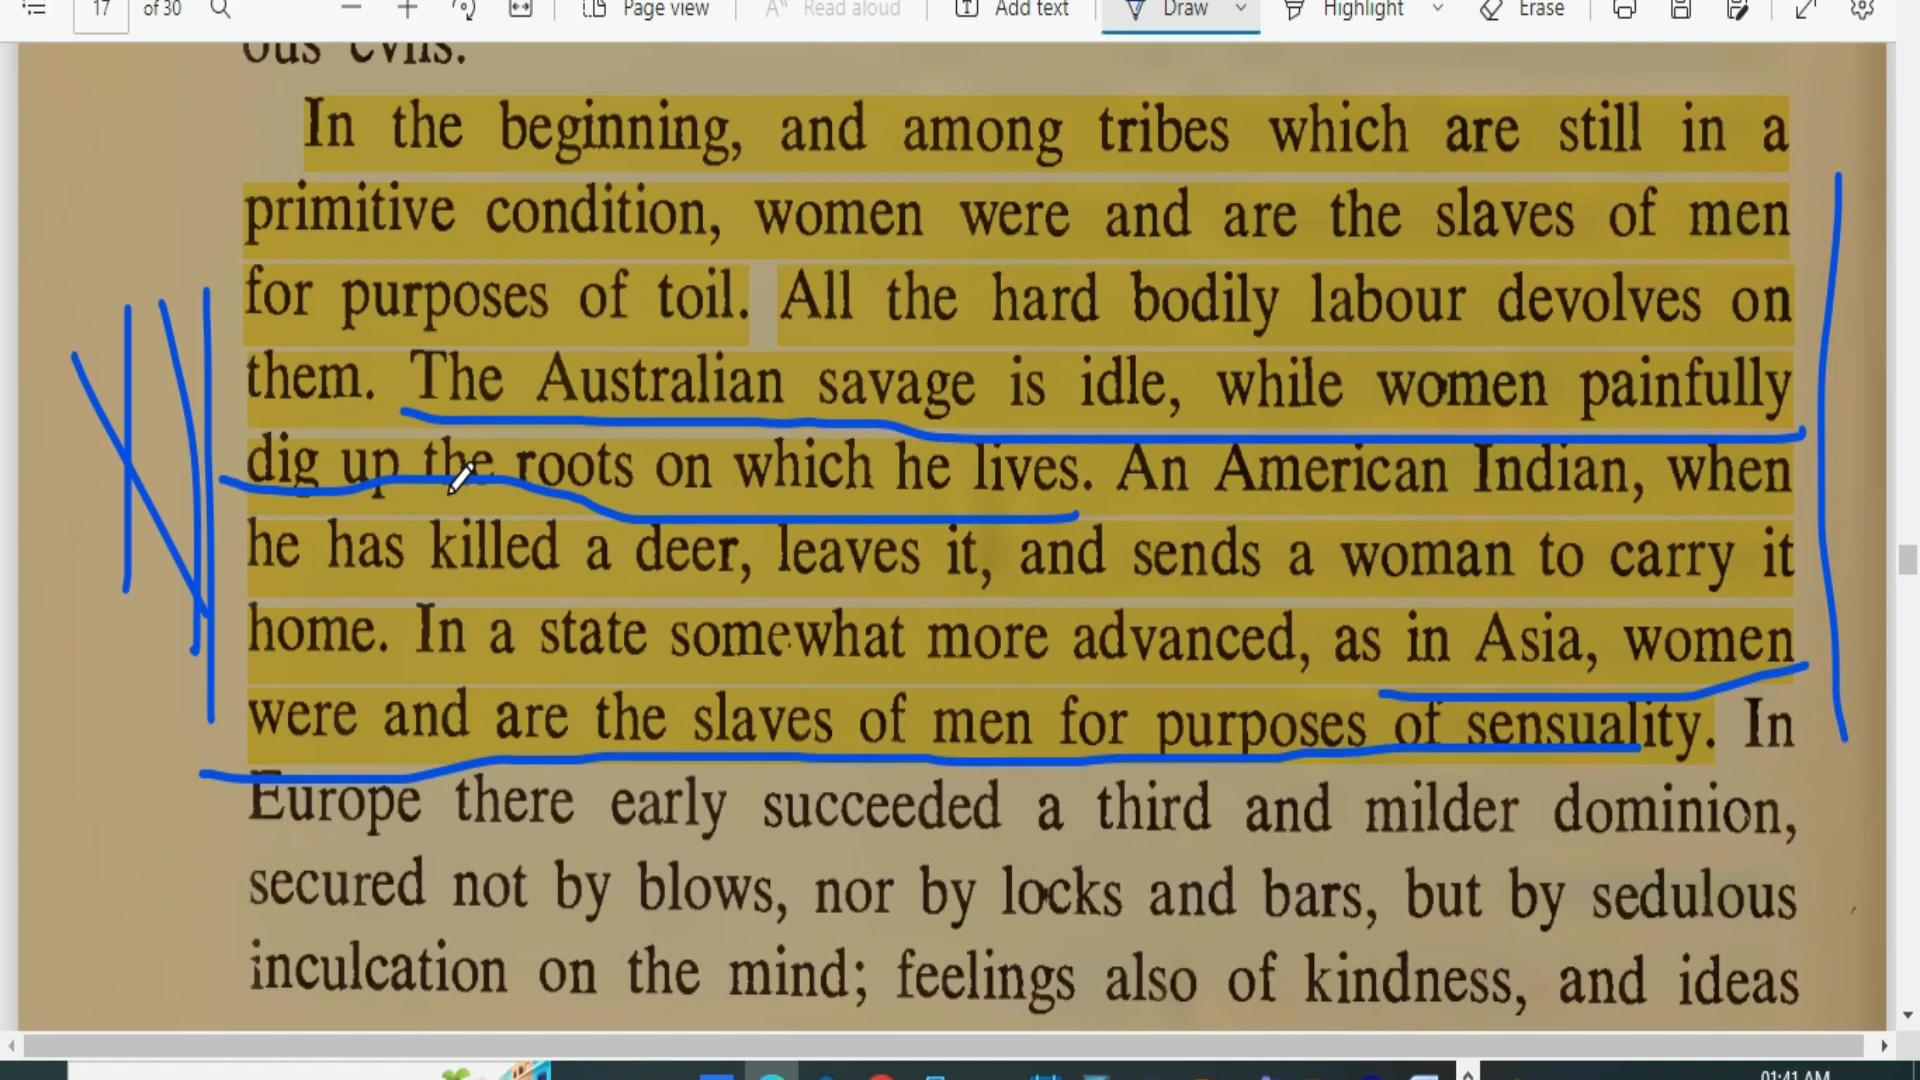 17 of 30 Page view Read aloud Add text Draw Highlight Erase
ous evils.
In the beginning, and among tribes which are still in a
primitive condition, women were and are the slaves of men
for purposes of toil. All the hard bodily labour devolves on
them. The Australian savage is idle, while women painfully
dig up the roots on which he lives. An American Indian, when
he has killed a deer, leaves it, and sends a woman to carry it
home. In a state somewhat more advanced, as in Asia, women
were and are the slaves of men for purposes of sensuality. In
Europe there early succeeded a third and milder dominion,
secured not by blows, nor by locks and bars, but by sedulous
inculcation on the mind; feelings also of kindness, and ideas
01:41 AM